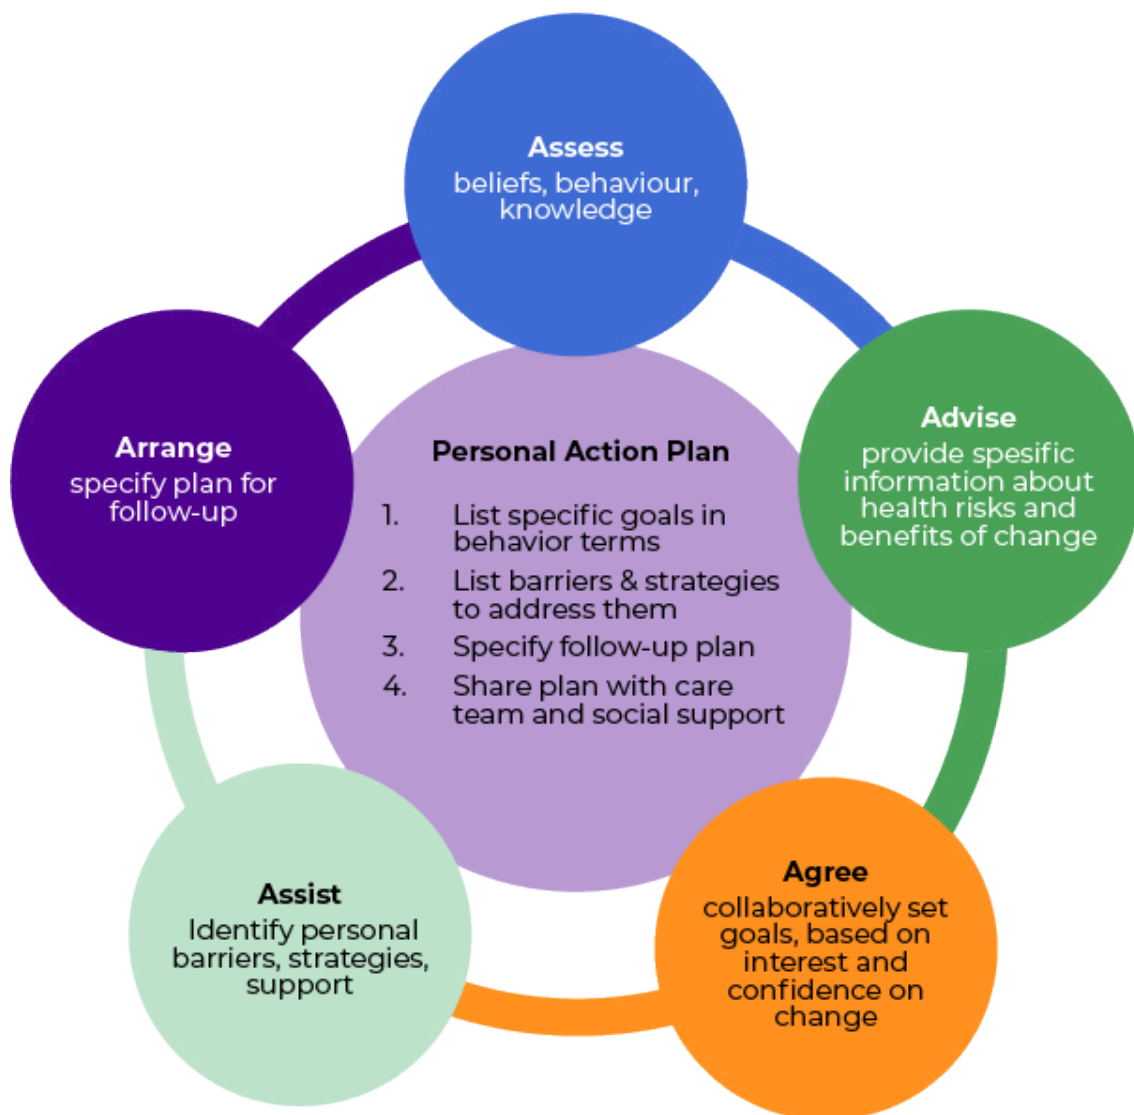 Assess
beliefs, behaviour,
knowledge
Advise
provide spesific
information about
health risks and
benefits of change
Agree
collaboratively set
goals, based on
interest and
confidence on
change
Assist
Identify personal
barriers, strategies,
support
Arrange
specify plan for
follow-up
Personal Action Plan
1. List specific goals in
behavior terms
2. List barriers & strategies
to address them
3. Specify follow-up plan
4. Share plan with care
team and social support